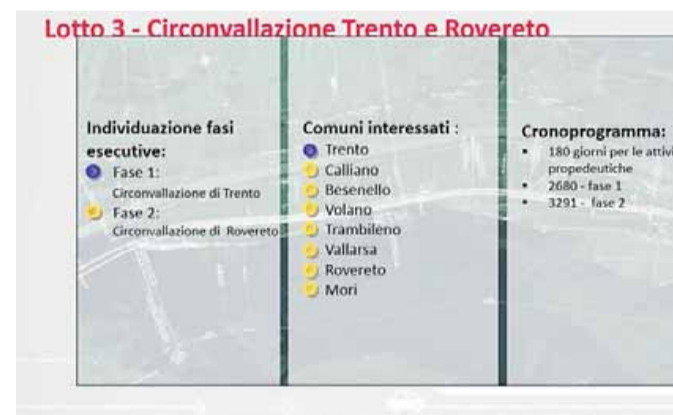 Lotto 3 - Circonvallazione Trento e Rovereto
Individuazione fasi
esecutive:
Fase 1:
Circonvallazione di Trento
Fase 2:
Circonvallazione di Rovereto
Comuni interessati :
Trento
Calliano
Besenello
Volano
Trambileno
Vallarsa
Rovereto
Mori
Cronoprogramma:
▪ 180 giorni per le attivi
propedeutiche
▪ 2680 - fase 1
▪ 3291 - fase 2